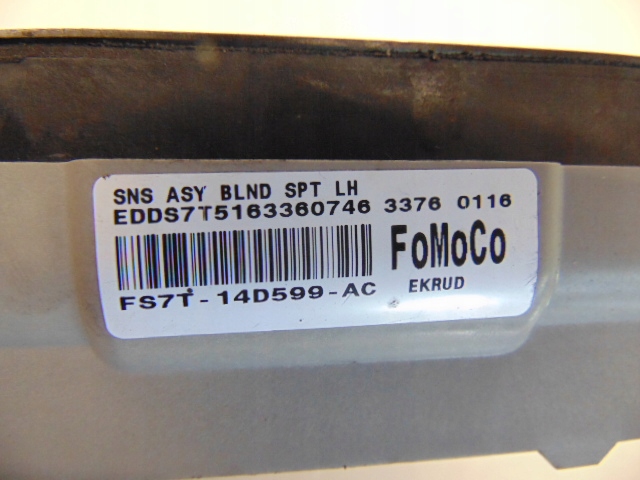 SNS ASY BLND SPT LH
EDDS7T5163360746 3376 0116
FoMoCo
FS7T-14D599-AC
EKRUD